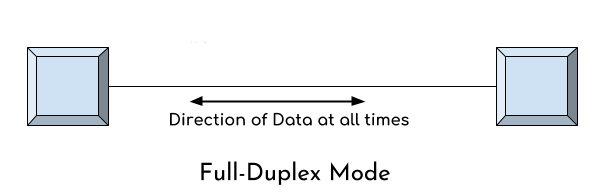 Direction of Data at all times
Full-Duplex Mode